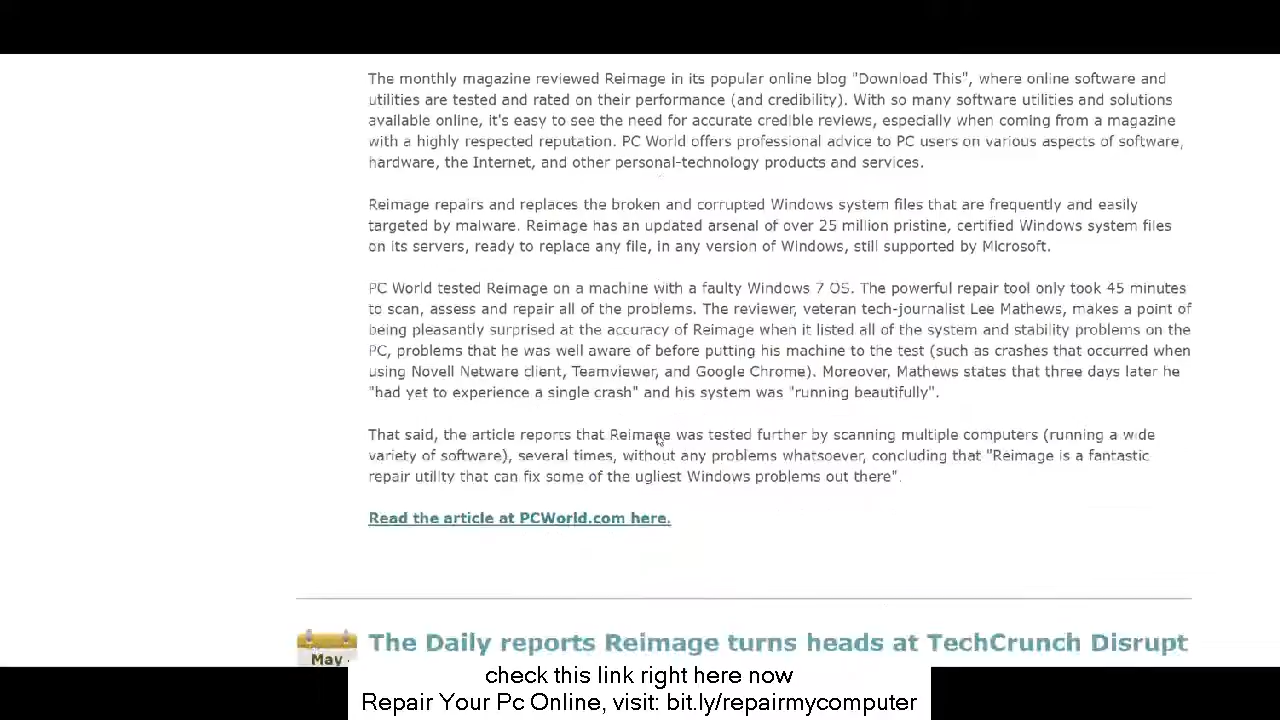 The monthly magazine reviewed Reimage in its popular online blog "Download This", where online software and
utilities are tested and rated on their performance (and credibility). With so many software utilities and solutions
available online, it's easy to see the need for accurate credible reviews, especially when coming from a magazine
with a highly respected reputation. PC World offers professional advice to PC users on various aspects of software,
hardware, the Internet, and other personal-technology products and services.
Reimage repairs and replaces the broken and corrupted Windows system files that are frequently and easily
targeted by malware. Reimage has an updated arsenal of over 25 million pristine, certified Windows system files
on its servers, ready to replace any file, in any version of Windows, still supported by Microsoft.
PC World tested Reimage on a machine with a faulty Windows 7 OS. The powerful repair tool only took 45 minutes
to scan, assess and repair all of the problems. The reviewer, veteran tech-journalist Lee Mathews, makes a point of
being pleasantly surprised at the accuracy of Reimage when it listed all of the system and stability problems on the
PC, problems that he was well aware of before putting his machine to the test (such as crashes that occurred when
using Novell Netware client, Teamviewer, and Google Chrome). Moreover, Mathews states that three days later he
"had yet to experience a single crash" and his system was "running beautifully".
That said, the article reports that Reimage was tested further by scanning multiple computers (running a wide
variety of software), several times, without any problems whatsoever, concluding that "Reimage is a fantastic
repair utility that can fix some of the ugliest Windows problems out there".
Read the article at PCWorld.com here.
The Daily reports Reimage turns heads at TechCrunch Disrupt
May
check this link right here now
Repair Your Pc Online, visit: bit.ly/repairmycomputer